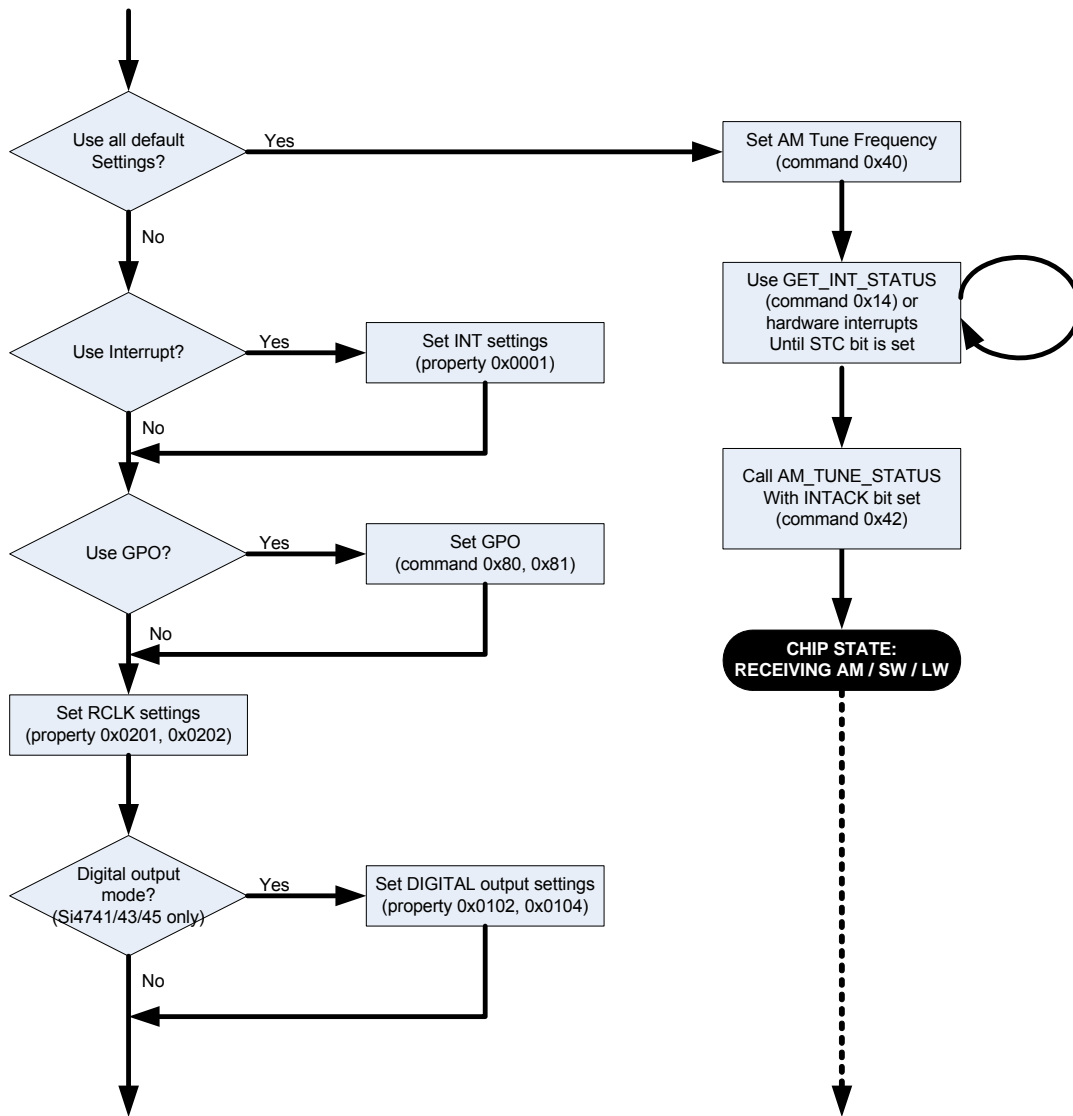 Use all default
Settings?
Yes
Set AM Tune Frequency
(command 0x40)
No
Use GET_INT_STATUS
(command 0x14) or
hardware interrupts
Until STC bit is set
Use Interrupt?
Yes
Set INT settings
(property 0x0001)
No
Call AM_TUNE_STATUS
With INTACK bit set
(command 0x42)
Use GPO?
Yes
Set GPO
(command 0x80, 0x81)
No
CHIP STATE:
RECEIVING AM / SW / LW
Set RCLK settings
(property 0x0201, 0x0202)
Digital output
mode?
(Si4741/43/45 only)
Yes
Set DIGITAL output settings
(property 0x0102, 0x0104)
No